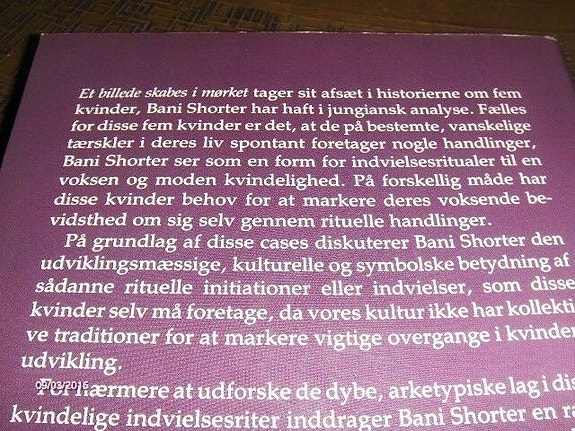 Et billede skabes i mørket tager sit afsæt i historierne om fem
kvinder, Bani Shorter har haft i jungiansk analyse. Fælles
for disse fem kvinder er det, at de på bestemte, vanskelige
tærskler i deres liv spontant foretager nogle handlinger,
Bani Shorter ser som en form for indvielsesritualer til en
voksen og moden kvindelighed. På forskellig måde har
disse kvinder behov for at markere deres voksende be-
vidsthed om sig selv gennem rituelle handlinger.
På grundlag af disse cases diskuterer Bani Shorter den
udviklingsmæssige, kulturelle og symbolske betydning af
sådanne rituelle initiationer eller indvielser, som disse
kvinder selv må foretage, da vores kultur ikke har kollekti
ve traditioner for at markere vigtige overgange i kvinder
udvikling.
09/03/2016
For nærmere at udforske de dybe, arketypiske lag i dis
kvindelige indvielsesriter inddrager Bani Shorter en ra